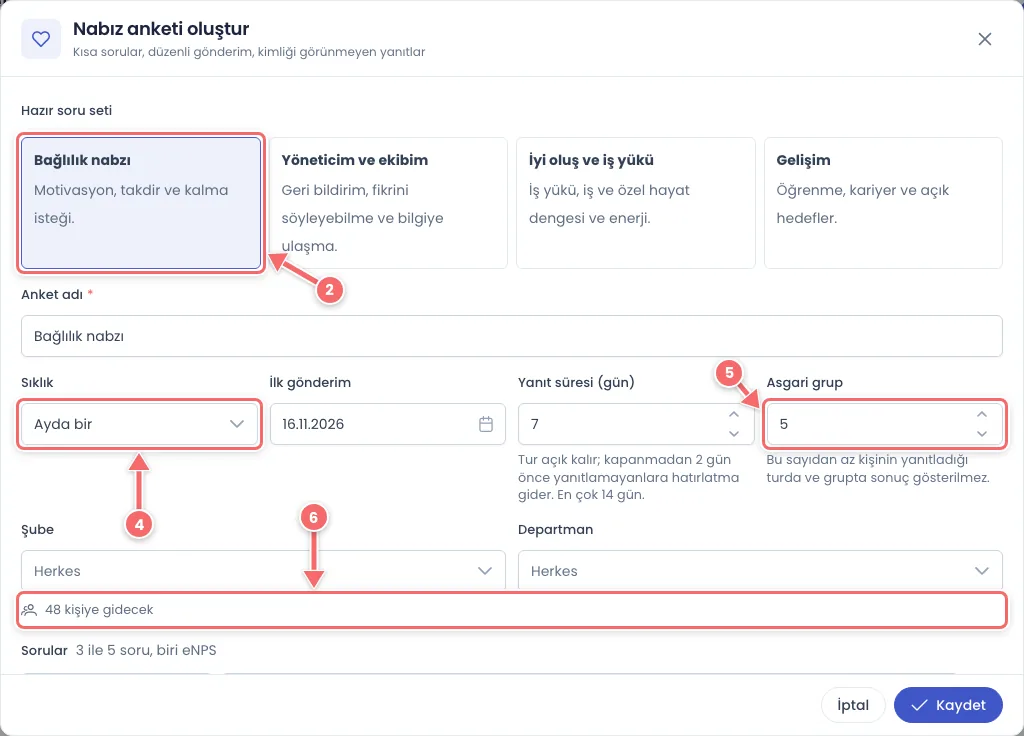 Nabız anketi oluştur
Kısa sorular, düzenli gönderim, kimliği görünmeyen yanıtlar
Hazır soru seti
Bağlılık nabzı
Motivasyon, takdir ve kalma
isteği.
Yöneticim ve ekibim
Geri bildirim, fikrini
söyleyebilme ve bilgiye
ulaşma.
İyi oluş ve iş yükü
İş yükü, iş ve özel hayat
dengesi ve enerji.
Gelişim
Öğrenme, kariyer ve açık
hedefler.
2
Anket adı *
Bağlılık nabzı
5
Sıklık
İlk gönderim
Yanıt süresi (gün)
Asgari grup
Ayda bir
16.11.2026
7
5
Tur açık kalır; kapanmadan 2 gün
önce yanıtlamayanlara hatırlatma
gider. En çok 14 gün.
Bu sayıdan az kişinin yanıtladığı
turda ve grupta sonuç gösterilmez.
4
6
Şube
Departman
Herkes
Herkes
48 kişiye gidecek
Sorular 3 ile 5 soru, biri eNPS
İptal
Kaydet